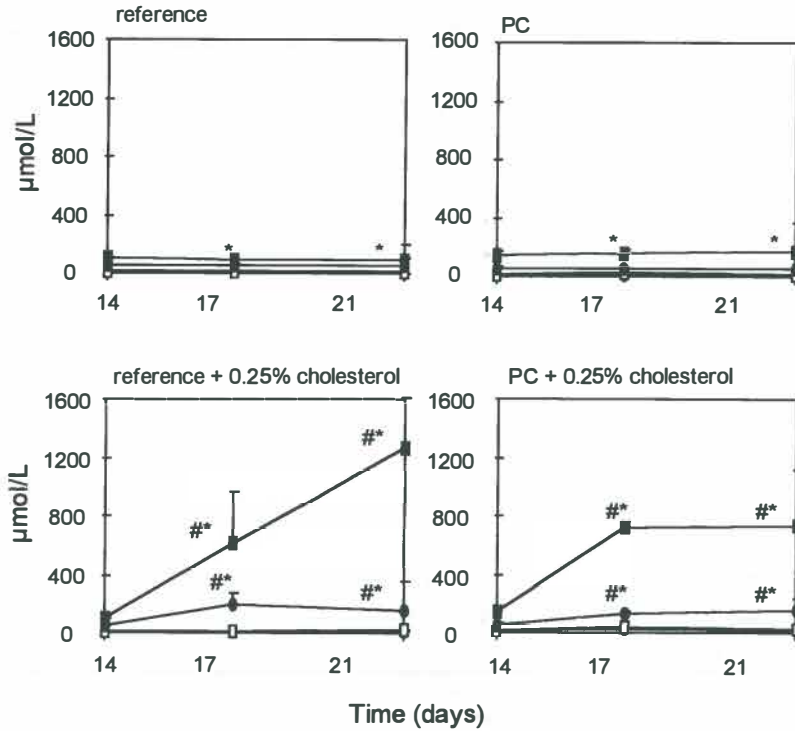 reference
PC
1600
1200
800
400
0
µmol/L
* *
14 17 21
1600
1200
800
400
0
* *
14 17 21
reference + 0.25% cholesterol
PC + 0.25% cholesterol
1600
1200
800
400
0
µmol/L
#*
#*
#*
#*
14 17 21
1600
1200
800
400
0
#* #*
#* #*
14 17 21
Time (days)